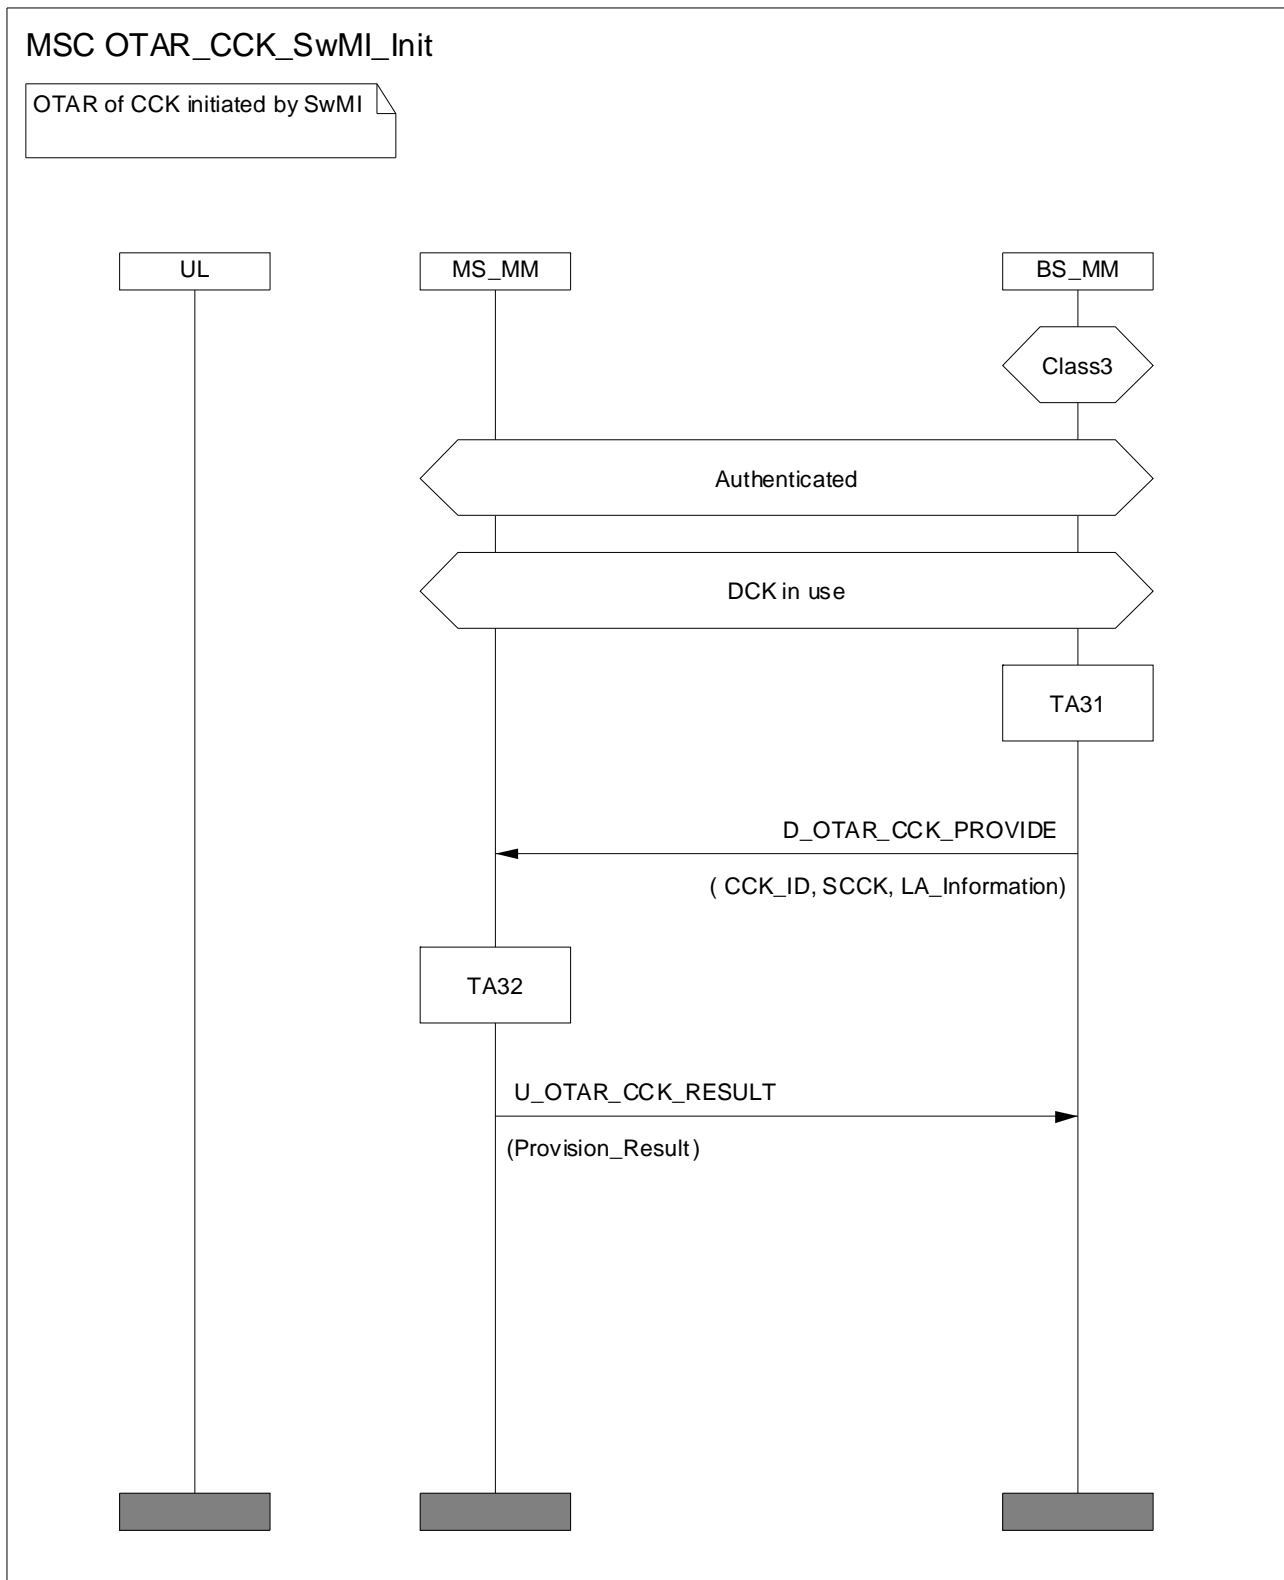 MSC OTAR_CCK_SwMI_Init
OTAR of CCK initiated by SwMI
UL
MS_MM
BS_MM
Class3
Authenticated
DCK in use
TA31
D_OTAR_CCK_PROVIDE
( CCK_ID, SCCK, LA_Information)
TA32
U_OTAR_CCK_RESULT
(Provision_Result)